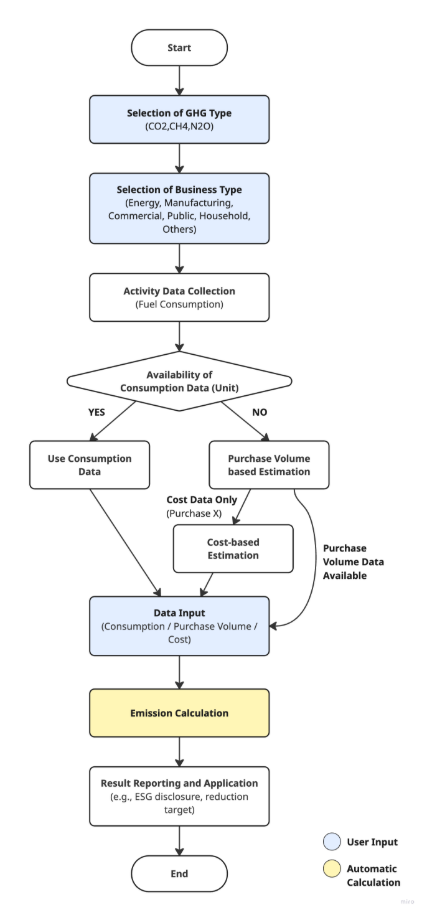 Start
Selection of GHG Type
(CO2,CH4,N2O)
Selection of Business Type
(Energy, Manufacturing,
Commercial, Public, Household,
Others)
Activity Data Collection
(Fuel Consumption)
Availability of
Consumption Data (Unit)
YES
NO
Use Consumption
Data
Purchase Volume
based Estimation
Cost Data Only
(Purchase X)
Cost-based
Estimation
Purchase
Volume Data
Available
Data Input
(Consumption / Purchase Volume /
Cost)
Emission Calculation
Result Reporting and Application
(e.g., ESG disclosure, reduction
target)
End
User Input
Automatic
Calculation
miro